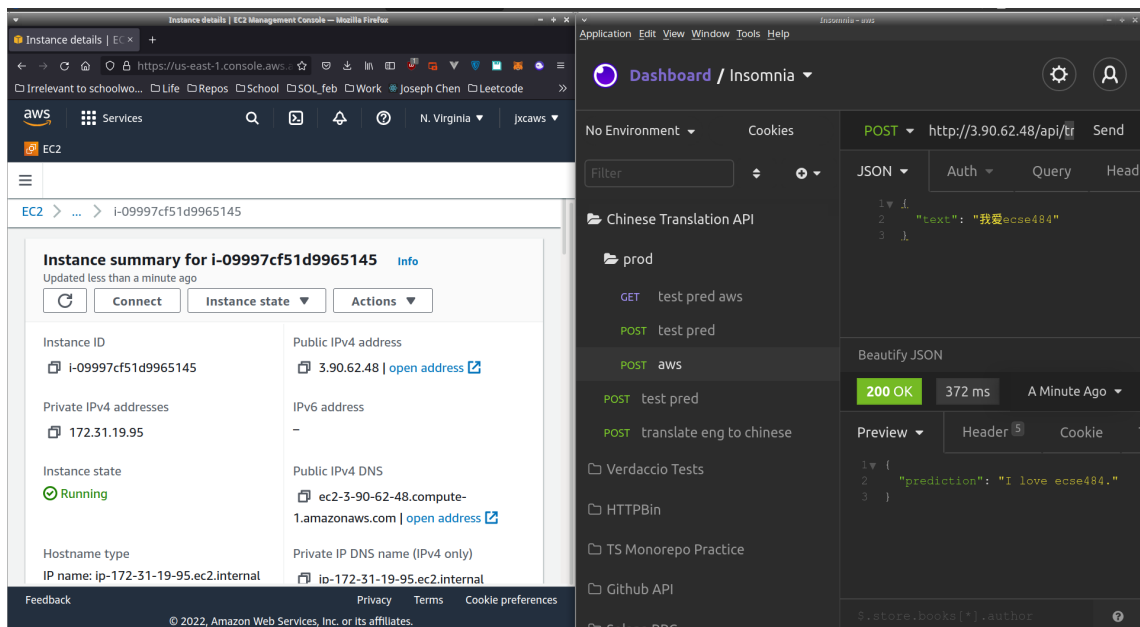 Instance details | EC2 Management Console — Mozilla Firefox
Instance details | EC
https://us-east-1.console.aws.
Irrelevant to schoolwo... Life Repos School SOL_feb Work Joseph Chen Leetcode
aws Services N. Virginia jxcaws
EC2
EC2 > ... > i-09997cf51d9965145
Instance summary for i-09997cf51d9965145 Info
Updated less than a minute ago
Connect Instance state Actions
Instance ID
i-09997cf51d9965145
Public IPv4 address
3.90.62.48 | open address
Private IPv4 addresses
172.31.19.95
IPv6 address
–
Instance state
Running
Public IPv4 DNS
ec2-3-90-62-48.compute-
1.amazonaws.com | open address
Hostname type
IP name: ip-172-31-19-95.ec2.internal
Private IP DNS name (IPv4 only)
ip-172-31-19-95.ec2.internal
Feedback Privacy Terms Cookie preferences
© 2022, Amazon Web Services, Inc. or its affiliates.
Insomnia – aws
Application Edit View Window Tools Help
Dashboard / Insomnia
No Environment Cookies
Filter
Chinese Translation API
prod
GET test pred aws
POST test pred
POST aws
POST test pred
POST translate eng to chinese
Verdaccio Tests
HTTPBin
TS Monorepo Practice
Github API
POST http://3.90.62.48/api/tr Send
JSON Auth Query Head
1 {
2 "text": "我爱ecse484"
3 }
Beautify JSON
200 OK 372 ms A Minute Ago
Preview Header 5 Cookie
1 {
2 "prediction": "I love ecse484."
3 }
$.store.books[*].author